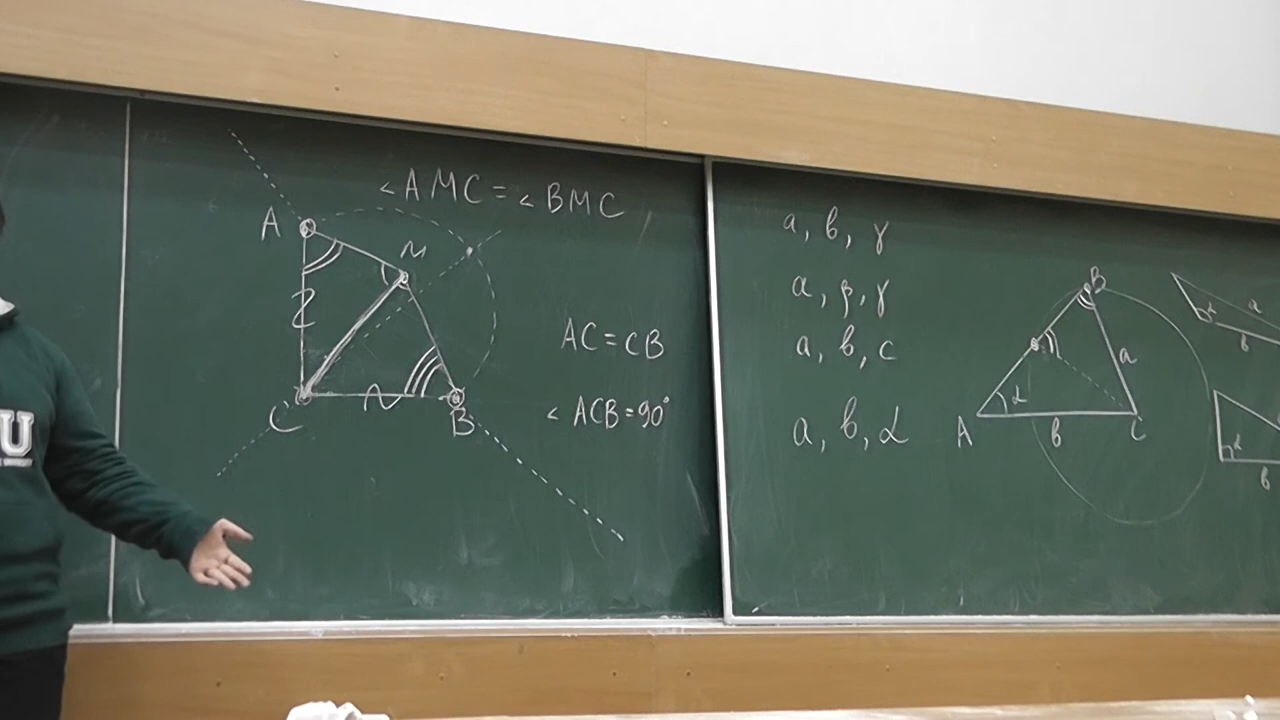 ∠AMC = ∠BMC
A
M
C
B
AC = CB
∠ACB = 90°
a, b, γ
a, β, γ
a, b, c
a, b, α
B
a
α
A
b
C
α
a
b
α
b
U